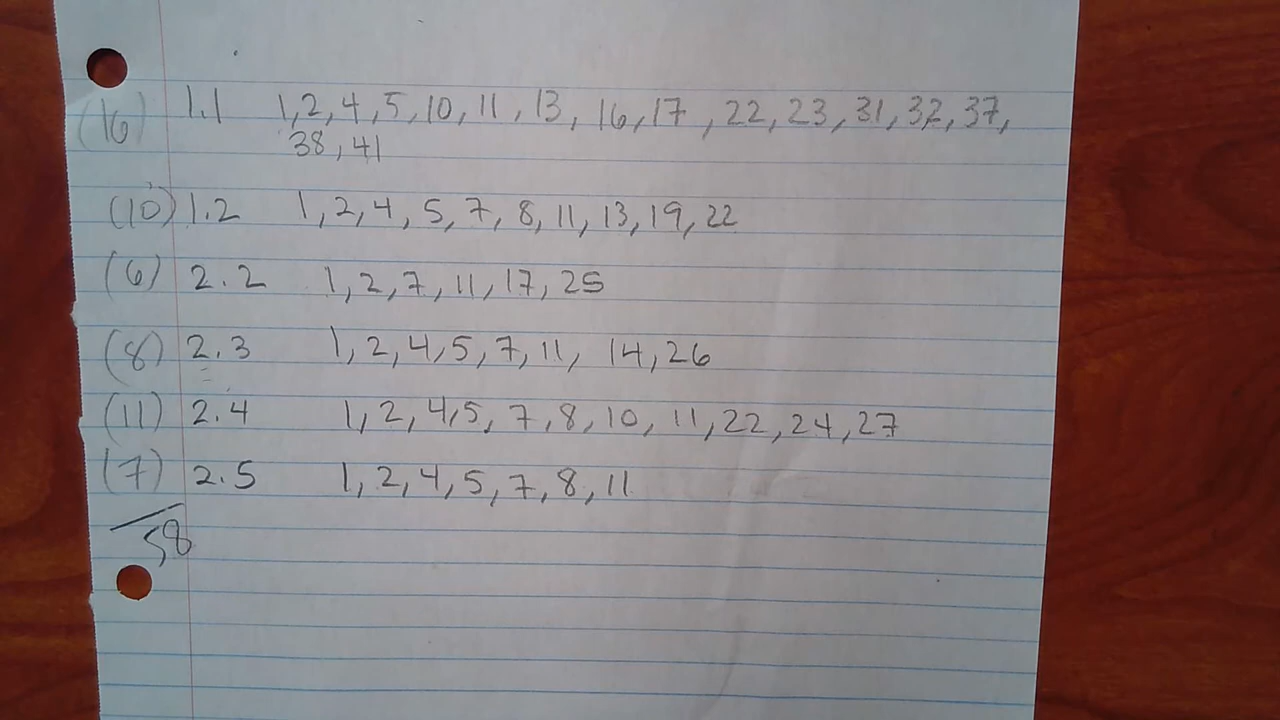 (16) 1.1 1, 2, 4, 5, 10, 11, 13, 16, 17, 22, 23, 31, 32, 37,
38, 41
(10) 1.2 1, 2, 4, 5, 7, 8, 11, 13, 19, 22
(6) 2.2 1, 2, 7, 11, 17, 25
(8) 2.3 1, 2, 4, 5, 7, 11, 14, 26
(11) 2.4 1, 2, 4, 5, 7, 8, 10, 11, 22, 24, 27
(7) 2.5 1, 2, 4, 5, 7, 8, 11
58